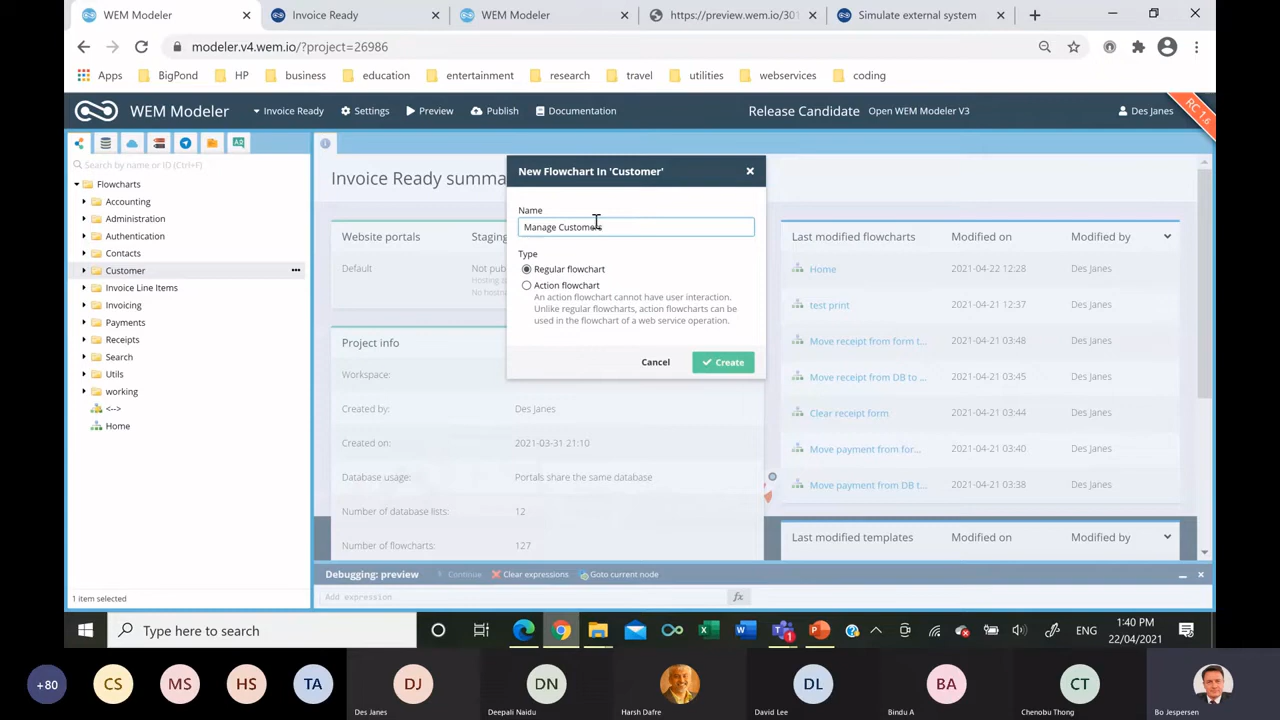 WEM Modeler
Invoice Ready
WEM Modeler
https://preview.wem.io/301
Simulate external system
modeler.v4.wem.io/?project=26986
Apps
BigPond
HP
business
education
entertainment
research
travel
utilities
webservices
coding
WEM Modeler
Invoice Ready
Settings
Preview
Publish
Documentation
Release Candidate
Open WEM Modeler V3
Des Janes
RC 1.6
Search by name or ID (Ctrl+F)
Flowcharts
Accounting
Administration
Authentication
Contacts
Customer
Invoice Line Items
Invoicing
Payments
Receipts
Search
Utils
working
<-->
Home
1 item selected
Invoice Ready summa
Website portals
Staging
Default
Not pub
Project info
Workspace:
Created by:
Des Janes
Created on:
2021-03-31 21:10
Database usage:
Portals share the same database
Number of database lists:
12
Number of flowcharts:
127
New Flowchart In 'Customer'
Name
Manage Customers
Type
Regular flowchart
Action flowchart
An action flowchart cannot have user interaction.
Unlike regular flowcharts, action flowcharts can be
used in the flowchart of a web service operation.
Cancel
Create
Last modified flowcharts
Modified on
Modified by
Home
2021-04-22 12:28
Des Janes
test print
2021-04-21 12:37
Des Janes
Move receipt from form t...
2021-04-21 03:48
Des Janes
Move receipt from DB to ...
2021-04-21 03:45
Des Janes
Clear receipt form
2021-04-21 03:44
Des Janes
Move payment from for...
2021-04-21 03:40
Des Janes
Move payment from DB t...
2021-04-21 03:38
Des Janes
Last modified templates
Modified on
Modified by
Debugging: preview
Continue
Clear expressions
Goto current node
Add expression
fx
Type here to search
ENG
1:40 PM
22/04/2021
+80
CS
MS
HS
TA
DJ
DN
DL
BA
CT
Des Janes
Deepali Naidu
Harsh Dafre
David Lee
Bindu A
Chenobu Thong
Bo Jespersen